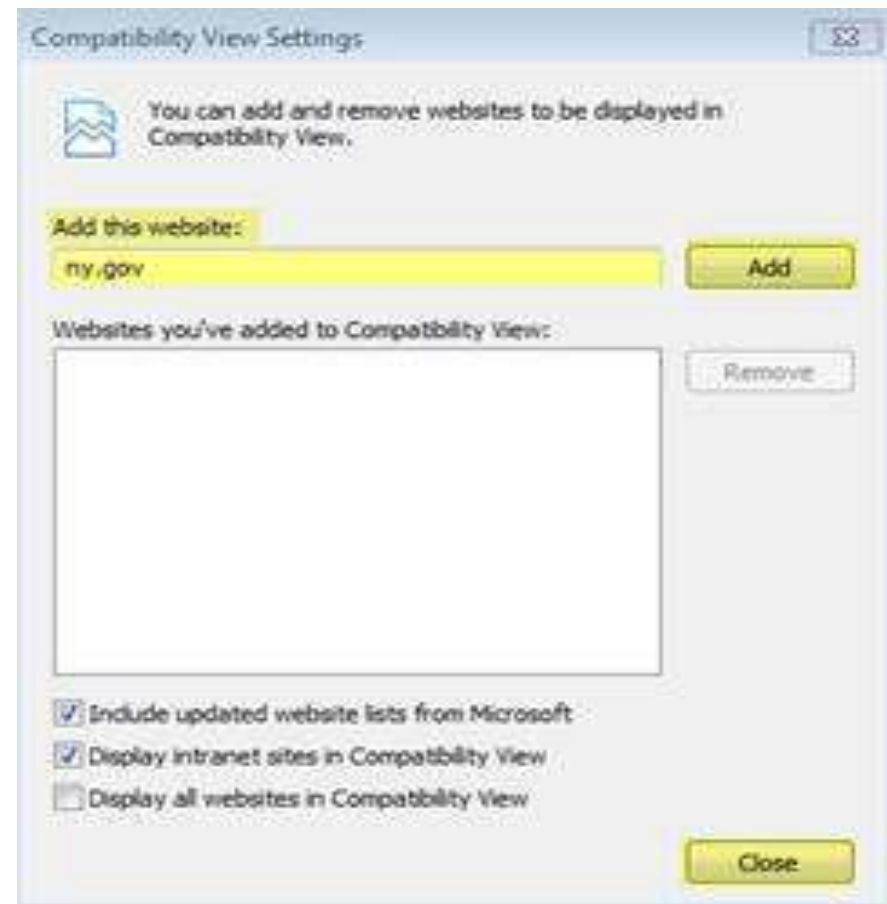 Compatibility View Settings
You can add and remove websites to be displayed in
Compatibility View.
Add this website:
ny.gov
Add
Websites you've added to Compatibility View:
Remove
Include updated website lists from Microsoft
Display intranet sites in Compatibility View
Display all websites in Compatibility View
Close